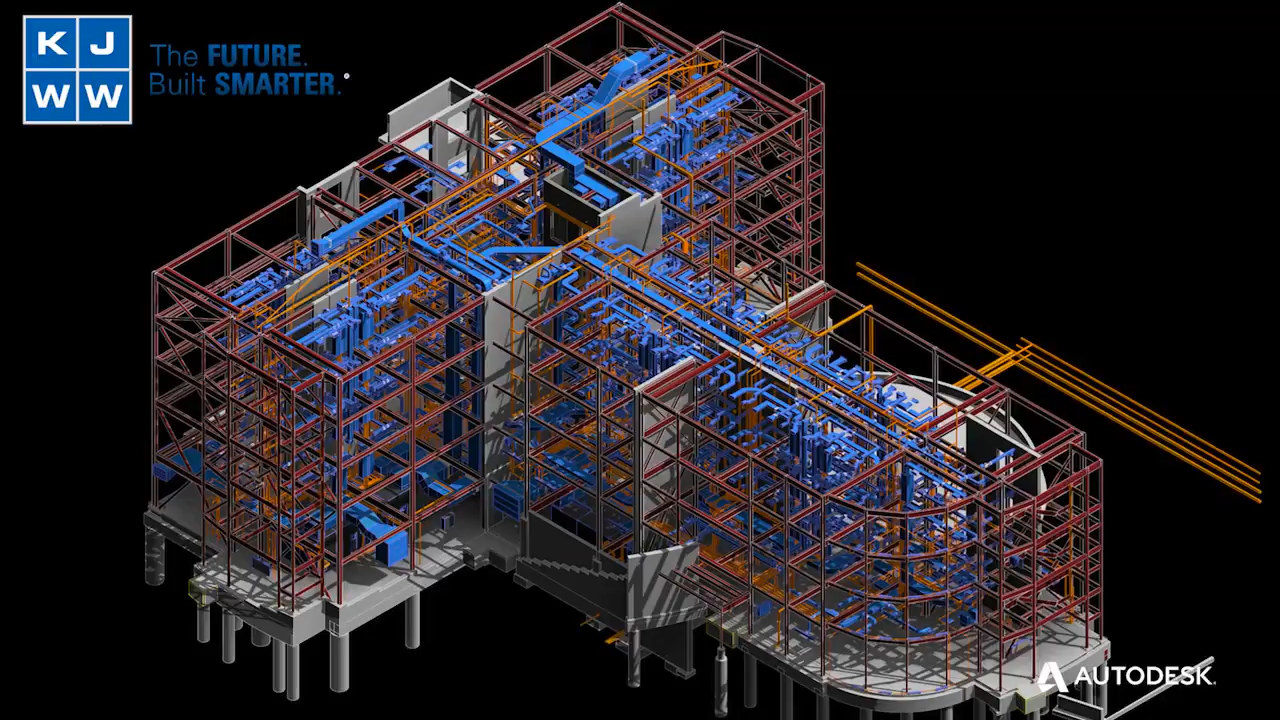 K J
W W
The FUTURE.
Built SMARTER.
AUTODESK.